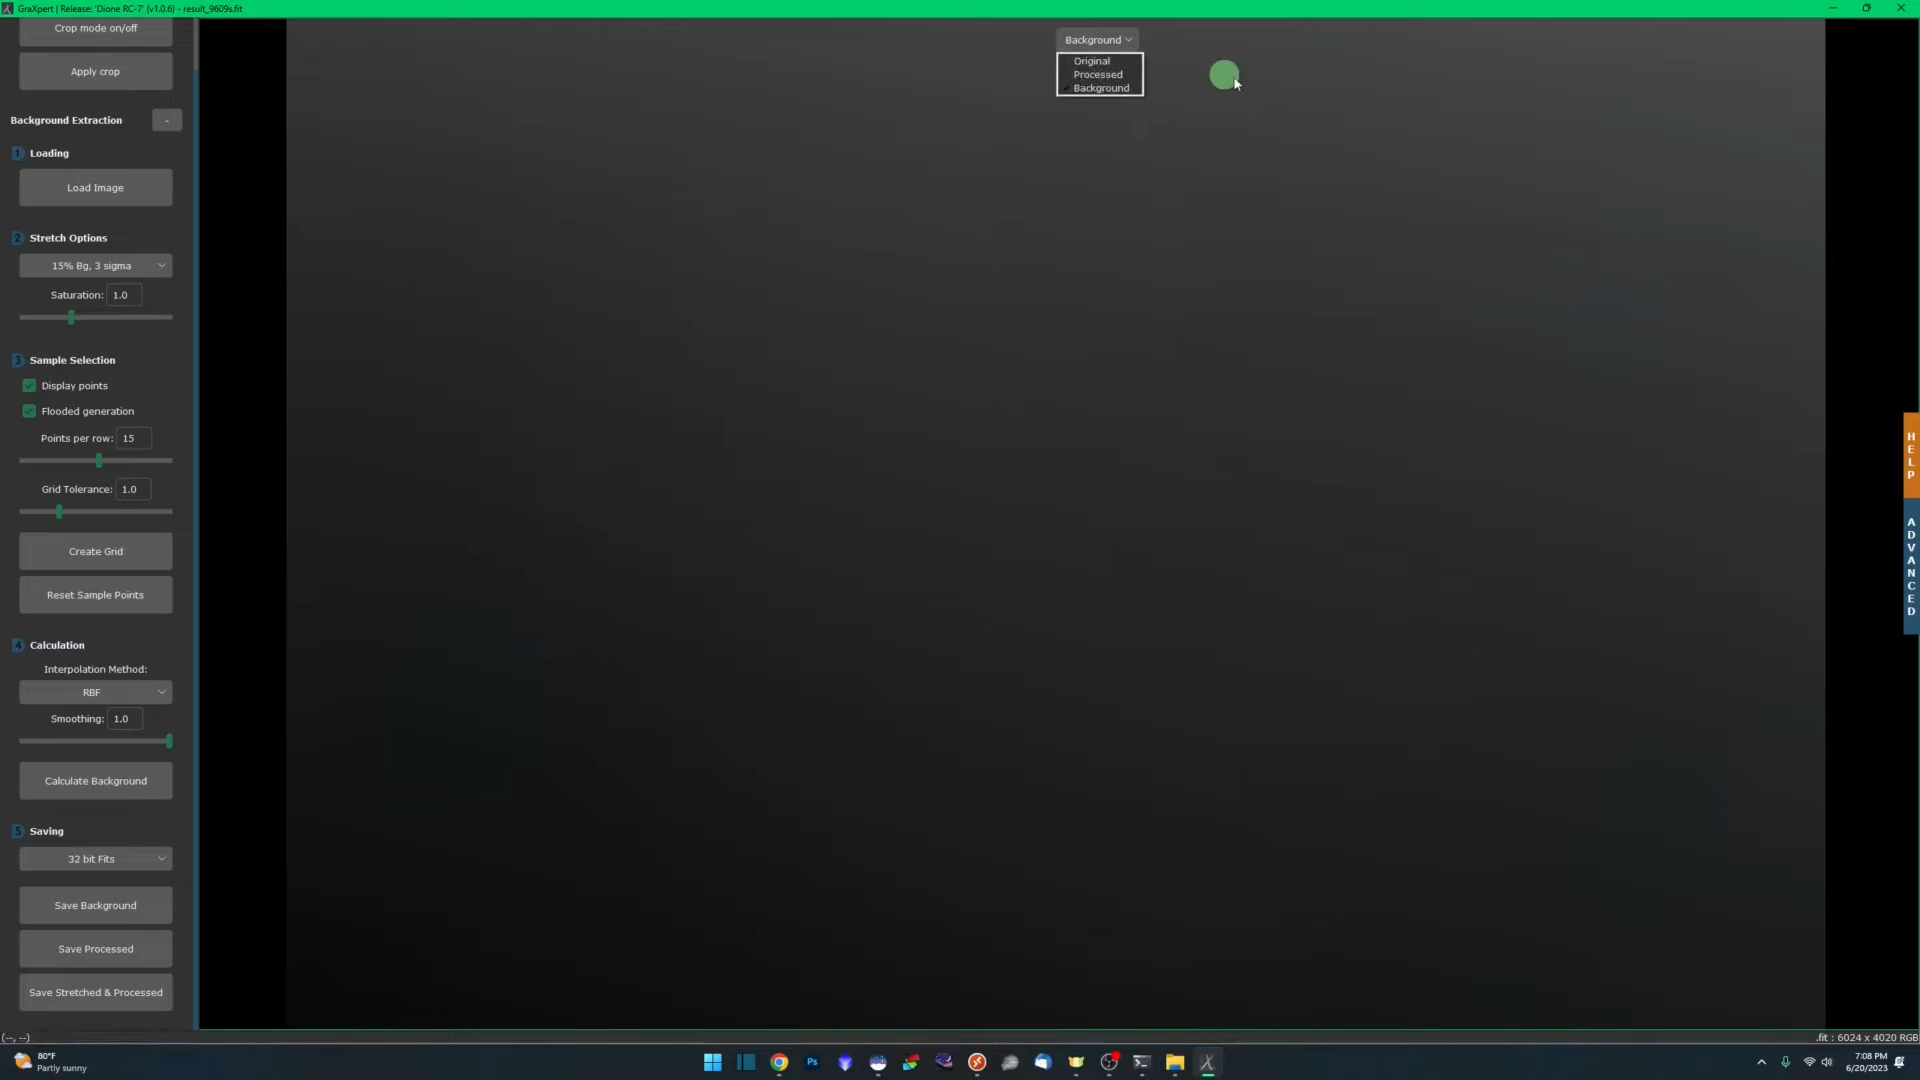 GraXpert | Release: 'Dione RC-7' (v1.0.6) - result_9609s.fit
Crop mode on/off
Apply crop
Background Extraction
-
1 Loading
Load Image
2 Stretch Options
15% Bg, 3 sigma
Saturation: 1.0
3 Sample Selection
Display points
Flooded generation
Points per row: 15
Grid Tolerance: 1.0
Create Grid
Reset Sample Points
4 Calculation
Interpolation Method:
RBF
Smoothing: 1.0
Calculate Background
5 Saving
32 bit Fits
Save Background
Save Processed
Save Stretched & Processed
Background
Original
Processed
Background
HELP
ADVANCED
(--, --)
.fit : 6024 x 4020 RGB
80°F
Partly sunny
Ps
7:08 PM
6/20/2023